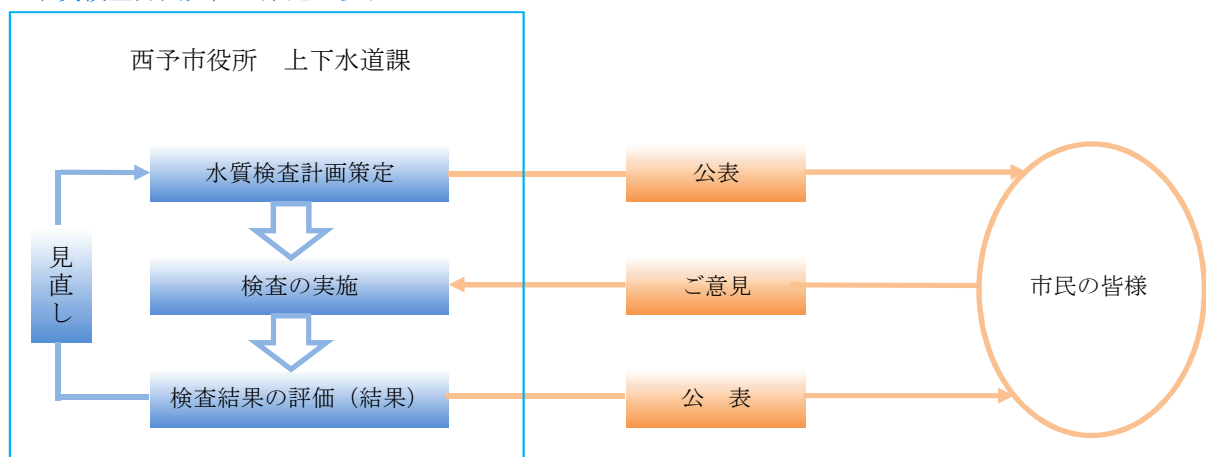 西予市役所　上下水道課
水質検査計画策定
公表
見直し
検査の実施
ご意見
市民の皆様
検査結果の評価（結果）
公　表